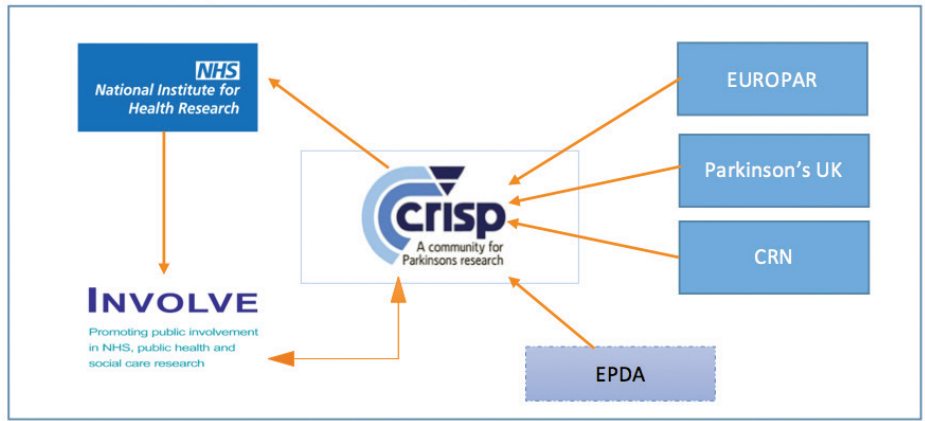 NHS
National Institute for
Health Research
EUROPAR
Parkinson's UK
crisp
A community for
Parkinsons research
CRN
INVOLVE
Promoting public involvement
in NHS, public health and
social care research
EPDA